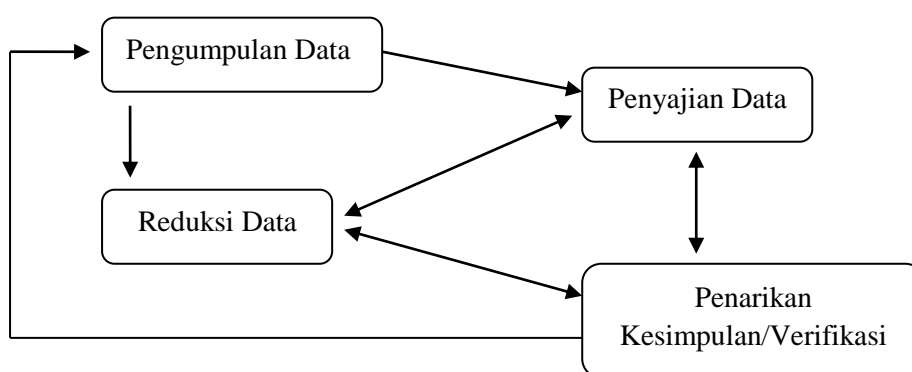 Pengumpulan Data
Penyajian Data
Reduksi Data
Penarikan
Kesimpulan/Verifikasi